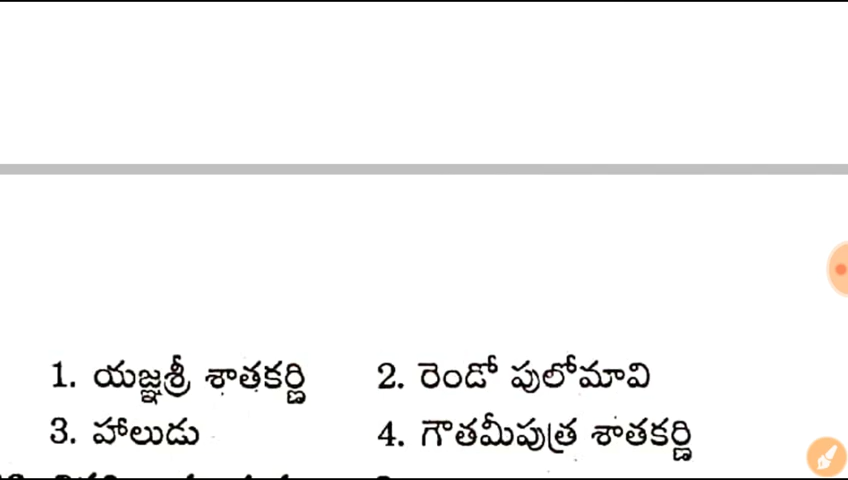 1. యజ్ఞశ్రీ శాతకర్ణి 2. రెండో పులోమావి
3. హాలుడు 4. గౌతమీపుత్ర శాతకర్ణి